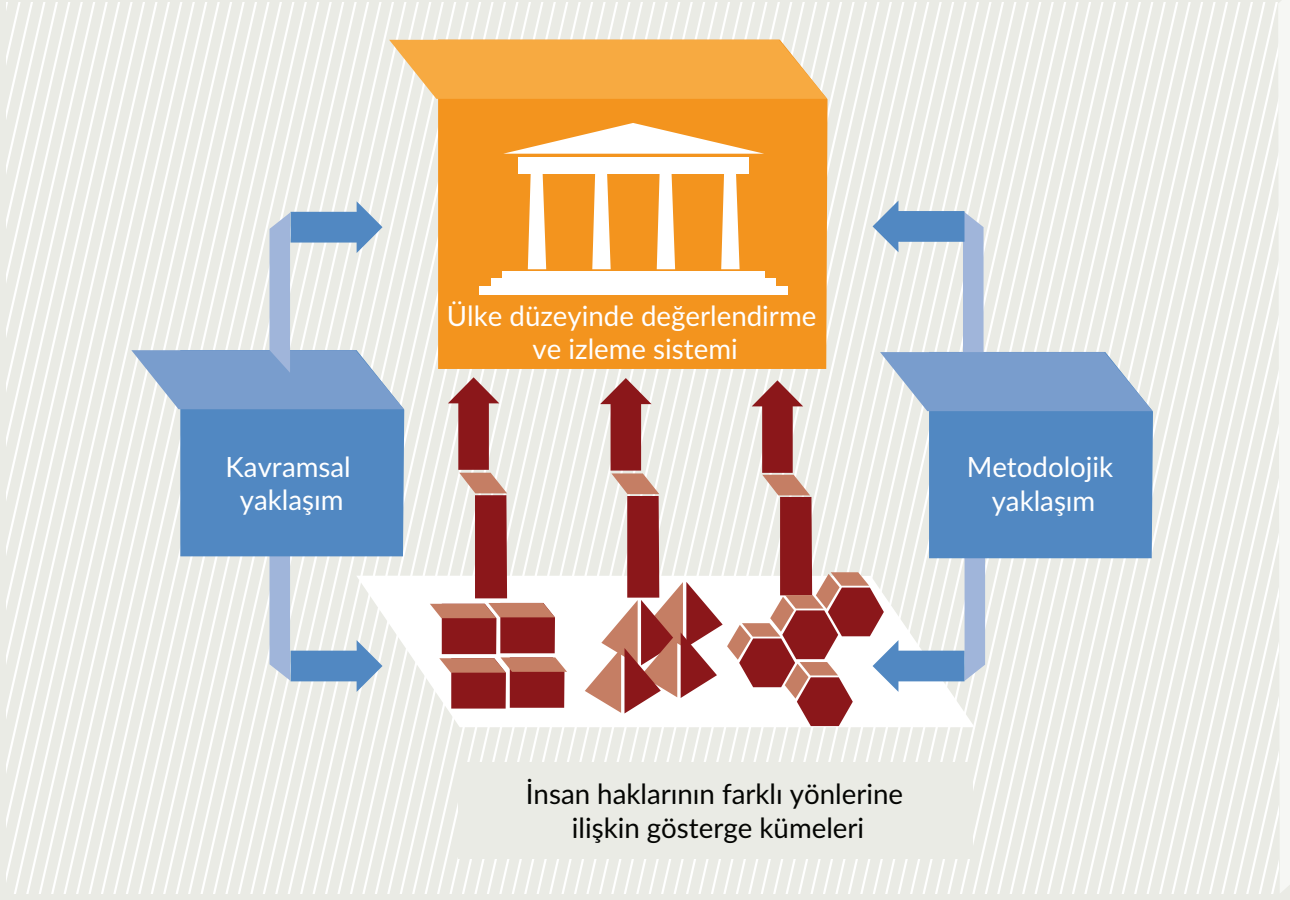 Ülke düzeyinde değerlendirme
ve izleme sistemi
Kavramsal
yaklaşım
Metodolojik
yaklaşım
İnsan haklarının farklı yönlerine
ilişkin gösterge kümeleri